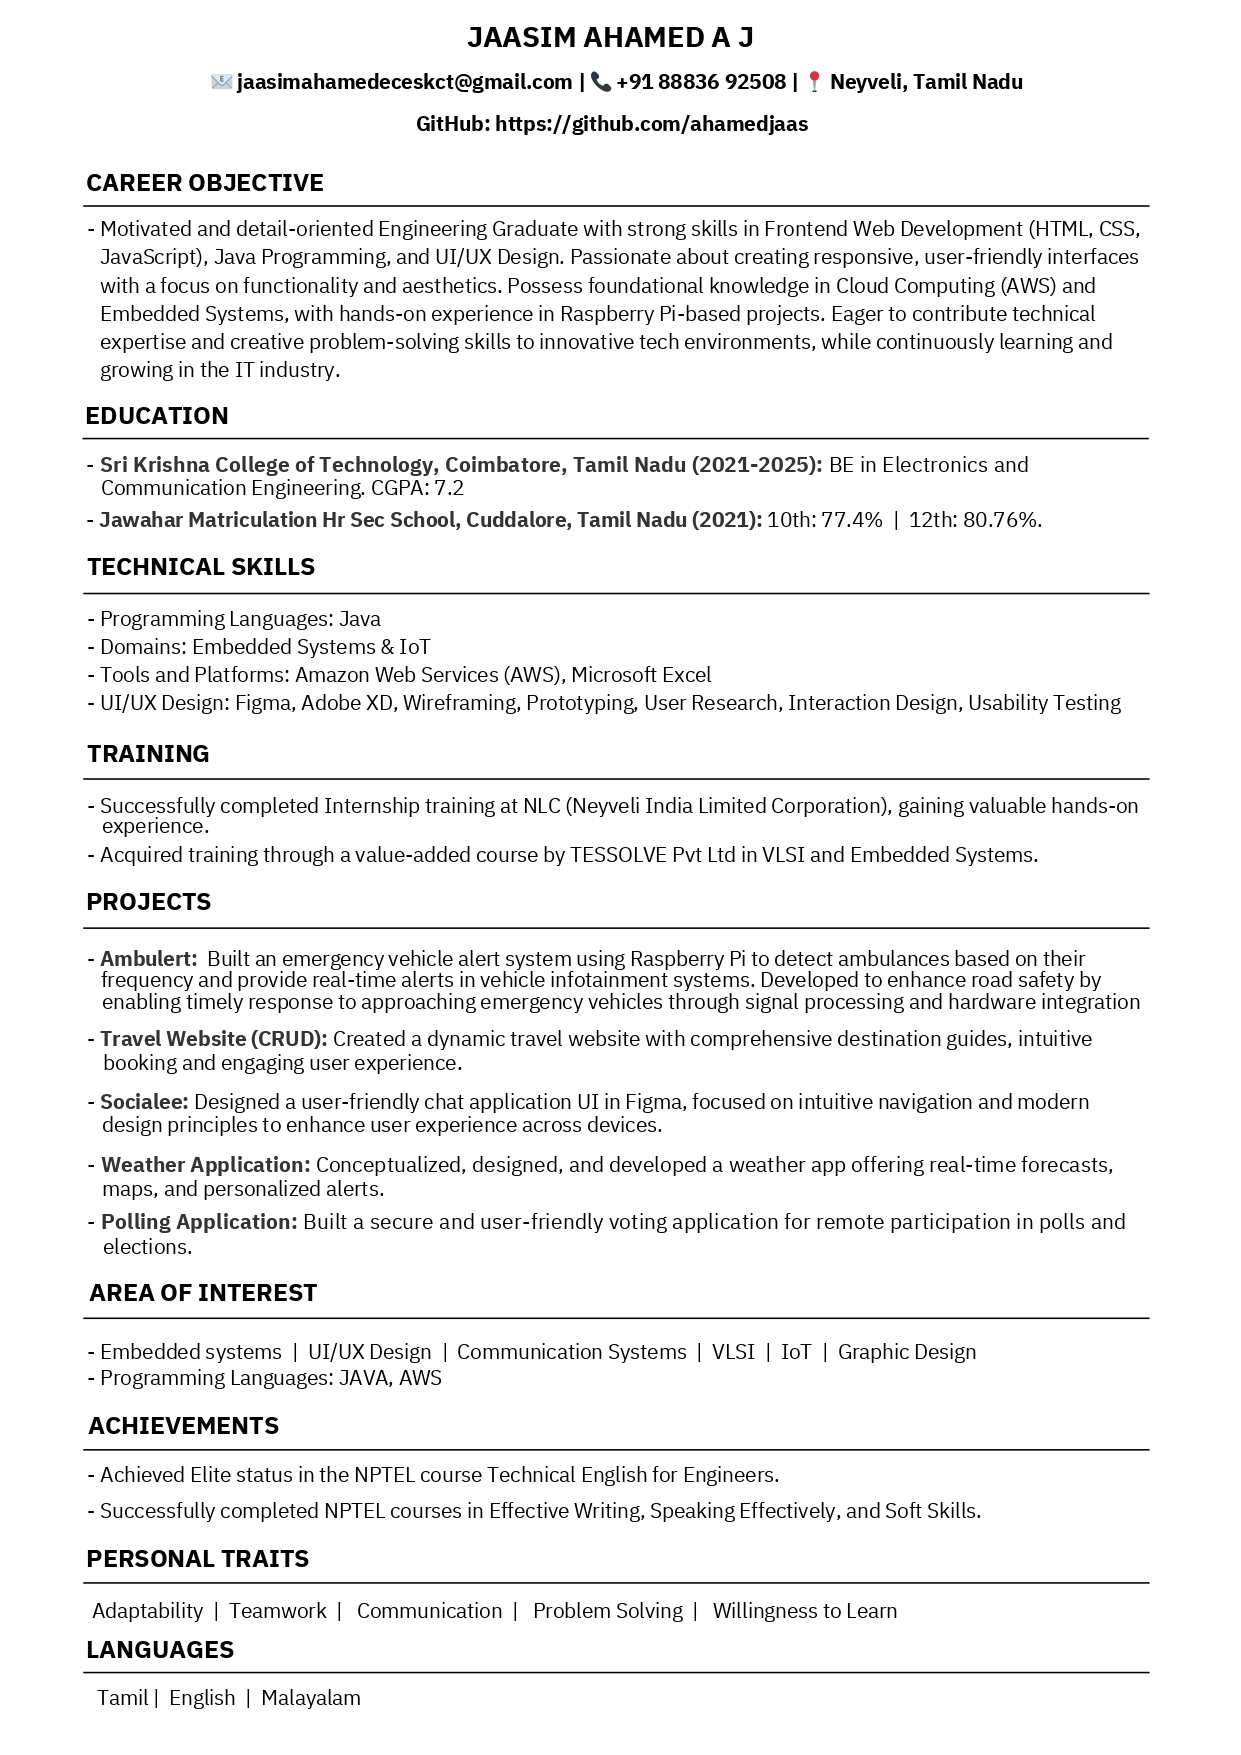 JAASIM AHAMED A J
jaasimahamedeceskct@gmail.com | +91 88836 92508 | Neyveli, Tamil Nadu
GitHub: https://github.com/ahamedjaas
CAREER OBJECTIVE
- Motivated and detail-oriented Engineering Graduate with strong skills in Frontend Web Development (HTML, CSS,
JavaScript), Java Programming, and UI/UX Design. Passionate about creating responsive, user-friendly interfaces
with a focus on functionality and aesthetics. Possess foundational knowledge in Cloud Computing (AWS) and
Embedded Systems, with hands-on experience in Raspberry Pi-based projects. Eager to contribute technical
expertise and creative problem-solving skills to innovative tech environments, while continuously learning and
growing in the IT industry.
EDUCATION
- Sri Krishna College of Technology, Coimbatore, Tamil Nadu (2021-2025): BE in Electronics and
Communication Engineering. CGPA: 7.2
- Jawahar Matriculation Hr Sec School, Cuddalore, Tamil Nadu (2021): 10th: 77.4% | 12th: 80.76%.
TECHNICAL SKILLS
- Programming Languages: Java
- Domains: Embedded Systems & IoT
- Tools and Platforms: Amazon Web Services (AWS), Microsoft Excel
- UI/UX Design: Figma, Adobe XD, Wireframing, Prototyping, User Research, Interaction Design, Usability Testing
TRAINING
- Successfully completed Internship training at NLC (Neyveli India Limited Corporation), gaining valuable hands-on
experience.
- Acquired training through a value-added course by TESSOLVE Pvt Ltd in VLSI and Embedded Systems.
PROJECTS
- Ambulert: Built an emergency vehicle alert system using Raspberry Pi to detect ambulances based on their
frequency and provide real-time alerts in vehicle infotainment systems. Developed to enhance road safety by
enabling timely response to approaching emergency vehicles through signal processing and hardware integration
- Travel Website (CRUD): Created a dynamic travel website with comprehensive destination guides, intuitive
booking and engaging user experience.
- Socialee: Designed a user-friendly chat application UI in Figma, focused on intuitive navigation and modern
design principles to enhance user experience across devices.
- Weather Application: Conceptualized, designed, and developed a weather app offering real-time forecasts,
maps, and personalized alerts.
- Polling Application: Built a secure and user-friendly voting application for remote participation in polls and
elections.
AREA OF INTEREST
- Embedded systems | UI/UX Design | Communication Systems | VLSI | IoT | Graphic Design
- Programming Languages: JAVA, AWS
ACHIEVEMENTS
- Achieved Elite status in the NPTEL course Technical English for Engineers.
- Successfully completed NPTEL courses in Effective Writing, Speaking Effectively, and Soft Skills.
PERSONAL TRAITS
Adaptability | Teamwork | Communication | Problem Solving | Willingness to Learn
LANGUAGES
Tamil | English | Malayalam